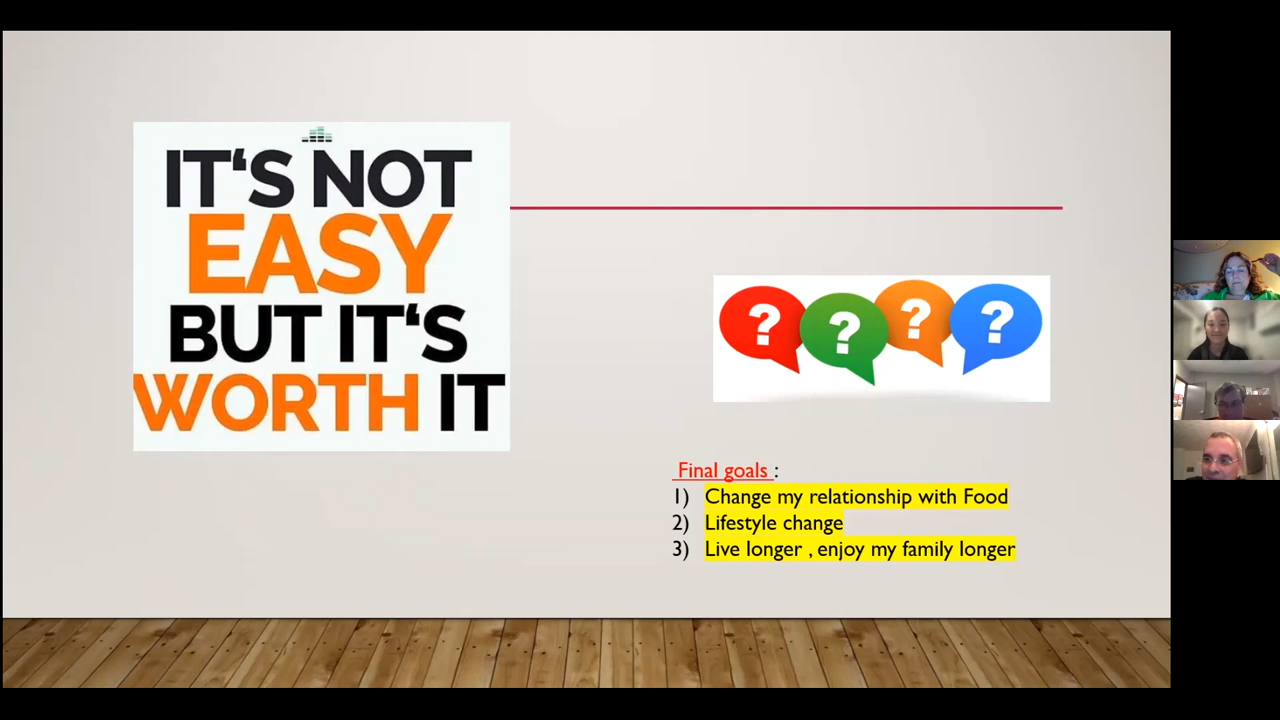 IT'S NOT
EASY
BUT IT'S
WORTH IT
? ? ? ?
Final goals :
1) Change my relationship with Food
2) Lifestyle change
3) Live longer , enjoy my family longer